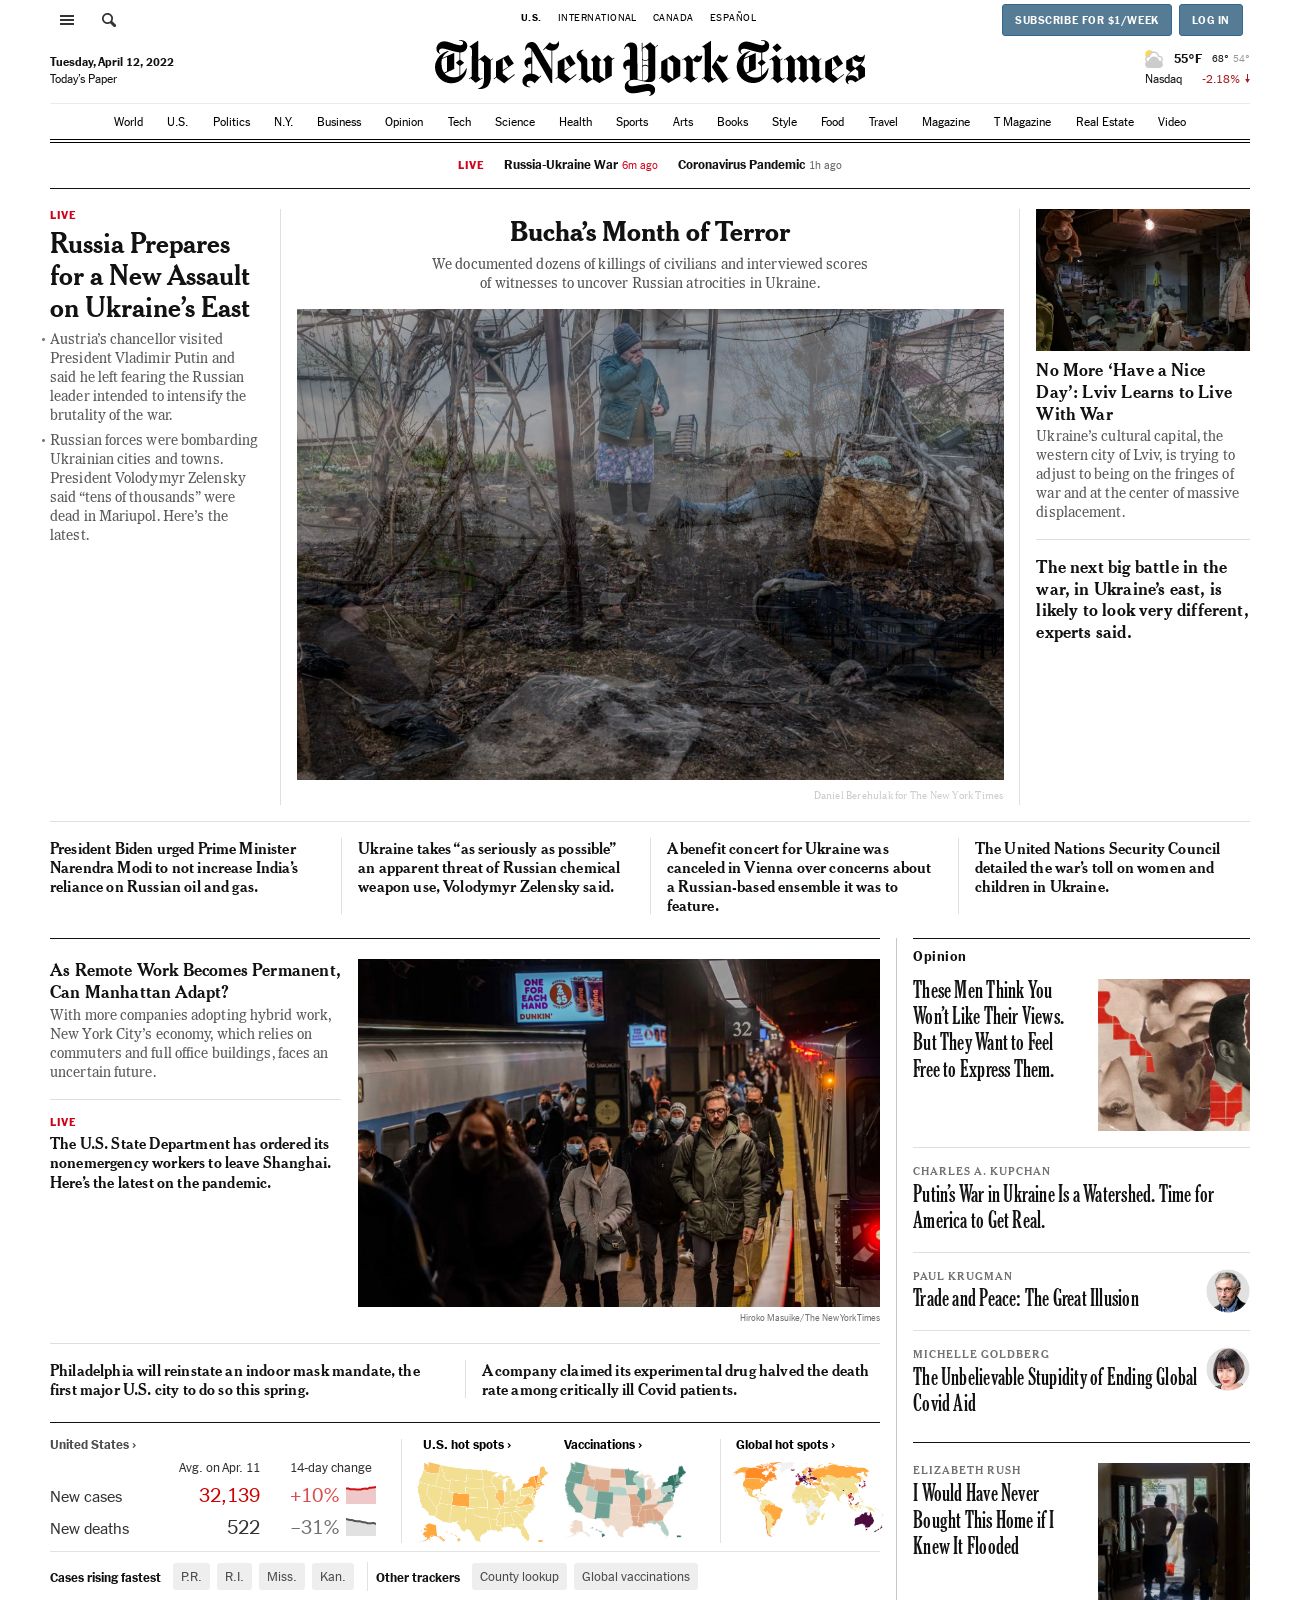 U.S. INTERNATIONAL CANADA ESPAÑOL
SUBSCRIBE FOR $1/WEEK LOG IN
Tuesday, April 12, 2022
Today's Paper
The New York Times
55°F 68° 54°
Nasdaq -2.18%
World U.S. Politics N.Y. Business Opinion Tech Science Health Sports Arts Books Style Food Travel Magazine T Magazine Real Estate Video
LIVE Russia-Ukraine War 6m ago Coronavirus Pandemic 1h ago
LIVE
Russia Prepares
for a New Assault
on Ukraine's East
• Austria's chancellor visited
President Vladimir Putin and
said he left fearing the Russian
leader intended to intensify the
brutality of the war.
• Russian forces were bombarding
Ukrainian cities and towns.
President Volodymyr Zelensky
said “tens of thousands” were
dead in Mariupol. Here's the
latest.
Bucha's Month of Terror
We documented dozens of killings of civilians and interviewed scores
of witnesses to uncover Russian atrocities in Ukraine.
Daniel Berehulak for The New York Times
No More ‘Have a Nice
Day’: Lviv Learns to Live
With War
Ukraine's cultural capital, the
western city of Lviv, is trying to
adjust to being on the fringes of
war and at the center of massive
displacement.
The next big battle in the
war, in Ukraine's east, is
likely to look very different,
experts said.
President Biden urged Prime Minister
Narendra Modi to not increase India's
reliance on Russian oil and gas.
Ukraine takes “as seriously as possible”
an apparent threat of Russian chemical
weapon use, Volodymyr Zelensky said.
A benefit concert for Ukraine was
canceled in Vienna over concerns about
a Russian-based ensemble it was to
feature.
The United Nations Security Council
detailed the war's toll on women and
children in Ukraine.
As Remote Work Becomes Permanent,
Can Manhattan Adapt?
With more companies adopting hybrid work,
New York City's economy, which relies on
commuters and full office buildings, faces an
uncertain future.
LIVE
The U.S. State Department has ordered its
nonemergency workers to leave Shanghai.
Here's the latest on the pandemic.
ONE
FOR
EACH
HAND
DUNKIN'
32
NO SMOKING
Hiroko Masuike/The New York Times
Philadelphia will reinstate an indoor mask mandate, the
first major U.S. city to do so this spring.
A company claimed its experimental drug halved the death
rate among critically ill Covid patients.
United States ›
Avg. on Apr. 11 14-day change
New cases 32,139 +10%
New deaths 522 –31%
U.S. hot spots ›
Vaccinations ›
Global hot spots ›
Cases rising fastest P.R. R.I. Miss. Kan. Other trackers County lookup Global vaccinations
Opinion
These Men Think You
Won't Like Their Views.
But They Want to Feel
Free to Express Them.
CHARLES A. KUPCHAN
Putin's War in Ukraine Is a Watershed. Time for
America to Get Real.
PAUL KRUGMAN
Trade and Peace: The Great Illusion
MICHELLE GOLDBERG
The Unbelievable Stupidity of Ending Global
Covid Aid
ELIZABETH RUSH
I Would Have Never
Bought This Home if I
Knew It Flooded